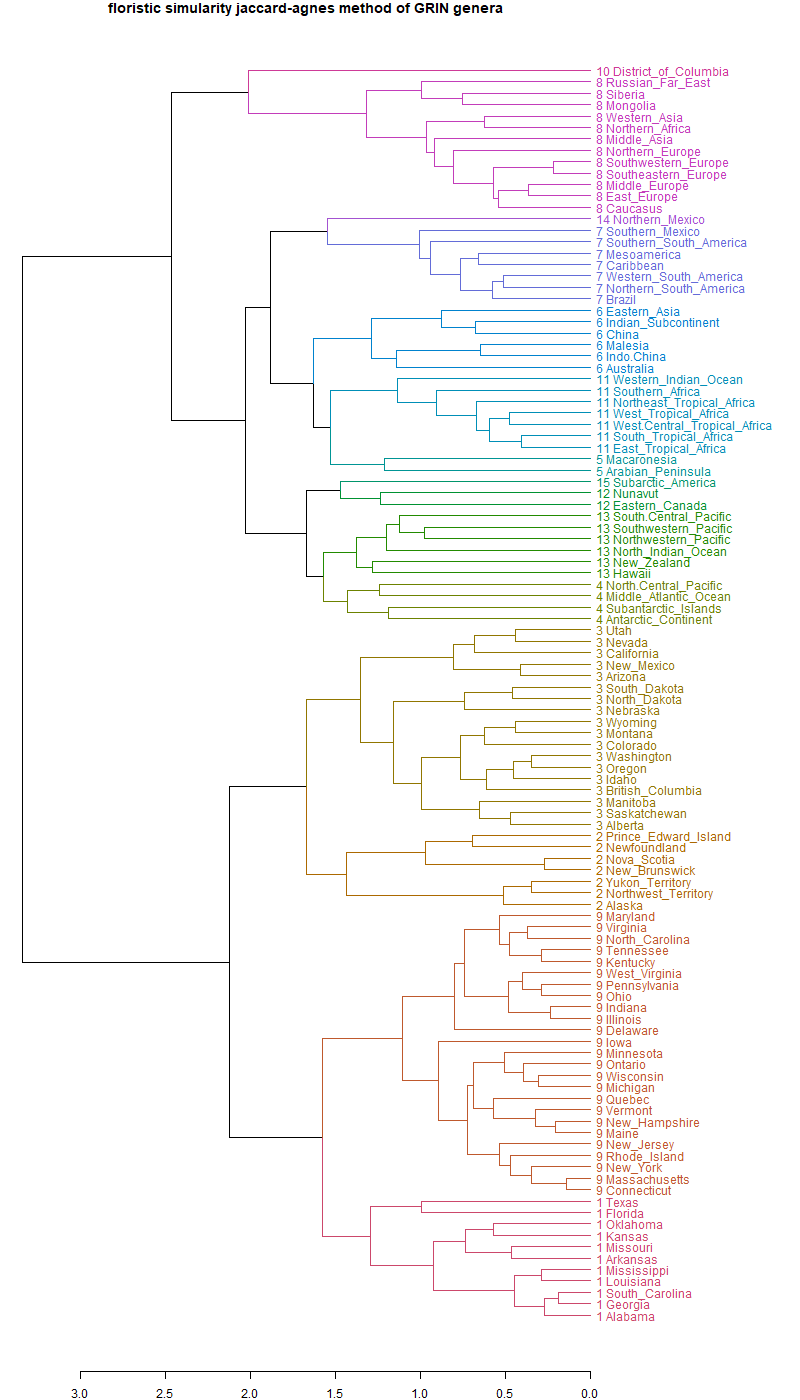 floristic simularity jaccard-agnes method of GRIN genera
10 District_of_Columbia
8 Russian_Far_East
8 Siberia
8 Mongolia
8 Western_Asia
8 Northern_Africa
8 Middle_Asia
8 Northern_Europe
8 Southwestern_Europe
8 Southeastern_Europe
8 Middle_Europe
8 East_Europe
8 Caucasus
14 Northern_Mexico
7 Southern_Mexico
7 Southern_South_America
7 Mesoamerica
7 Caribbean
7 Western_South_America
7 Northern_South_America
7 Brazil
6 Eastern_Asia
6 Indian_Subcontinent
6 China
6 Malesia
6 Indo.China
6 Australia
11 Western_Indian_Ocean
11 Southern_Africa
11 Northeast_Tropical_Africa
11 West_Tropical_Africa
11 West.Central_Tropical_Africa
11 South_Tropical_Africa
11 East_Tropical_Africa
5 Macaronesia
5 Arabian_Peninsula
15 Subarctic_America
12 Nunavut
12 Eastern_Canada
13 South.Central_Pacific
13 Southwestern_Pacific
13 Northwestern_Pacific
13 North_Indian_Ocean
13 New_Zealand
13 Hawaii
4 North.Central_Pacific
4 Middle_Atlantic_Ocean
4 Subantarctic_Islands
4 Antarctic_Continent
3 Utah
3 Nevada
3 California
3 New_Mexico
3 Arizona
3 South_Dakota
3 North_Dakota
3 Nebraska
3 Wyoming
3 Montana
3 Colorado
3 Washington
3 Oregon
3 Idaho
3 British_Columbia
3 Manitoba
3 Saskatchewan
3 Alberta
2 Prince_Edward_Island
2 Newfoundland
2 Nova_Scotia
2 New_Brunswick
2 Yukon_Territory
2 Northwest_Territory
2 Alaska
9 Maryland
9 Virginia
9 North_Carolina
9 Tennessee
9 Kentucky
9 West_Virginia
9 Pennsylvania
9 Ohio
9 Indiana
9 Illinois
9 Delaware
9 Iowa
9 Minnesota
9 Ontario
9 Wisconsin
9 Michigan
9 Quebec
9 Vermont
9 New_Hampshire
9 Maine
9 New_Jersey
9 Rhode_Island
9 New_York
9 Massachusetts
9 Connecticut
1 Texas
1 Florida
1 Oklahoma
1 Kansas
1 Missouri
1 Arkansas
1 Mississippi
1 Louisiana
1 South_Carolina
1 Georgia
1 Alabama
3.0 2.5 2.0 1.5 1.0 0.5 0.0